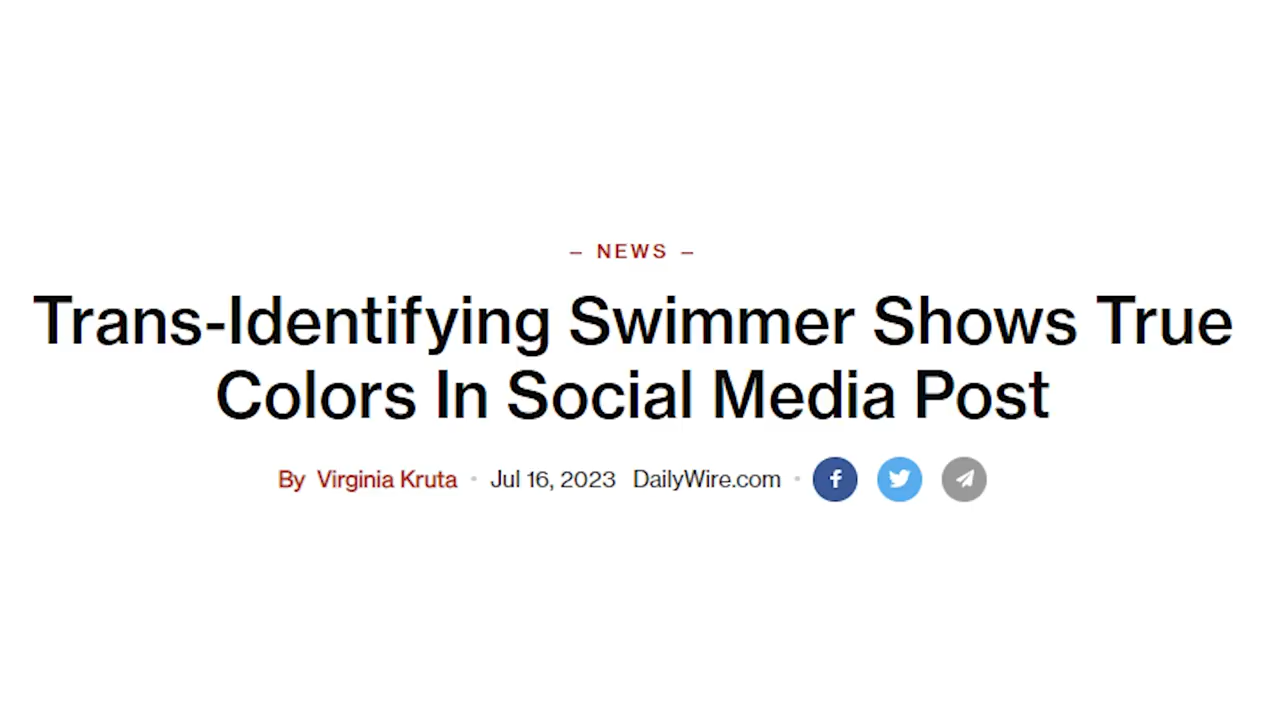 – NEWS –
Trans-Identifying Swimmer Shows True
Colors In Social Media Post
By Virginia Kruta · Jul 16, 2023 DailyWire.com ·